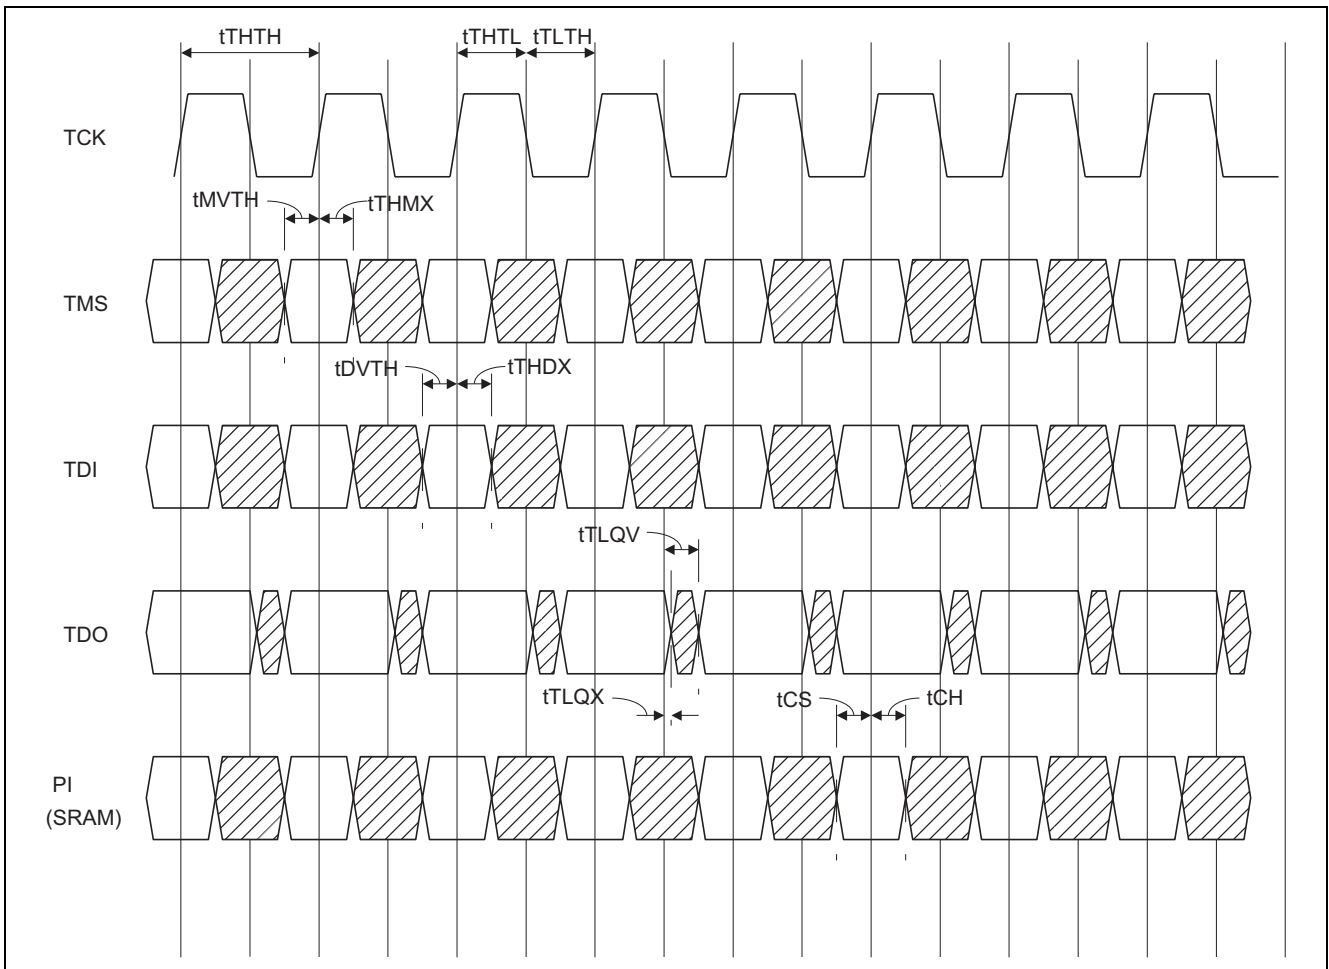 tTHTH
tTHTL
tTLTH
TCK
tMVTH
tTHMX
TMS
tDVTH
tTHDX
TDI
tTLQV
TDO
tTLQX
tCS
tCH
PI
(SRAM)